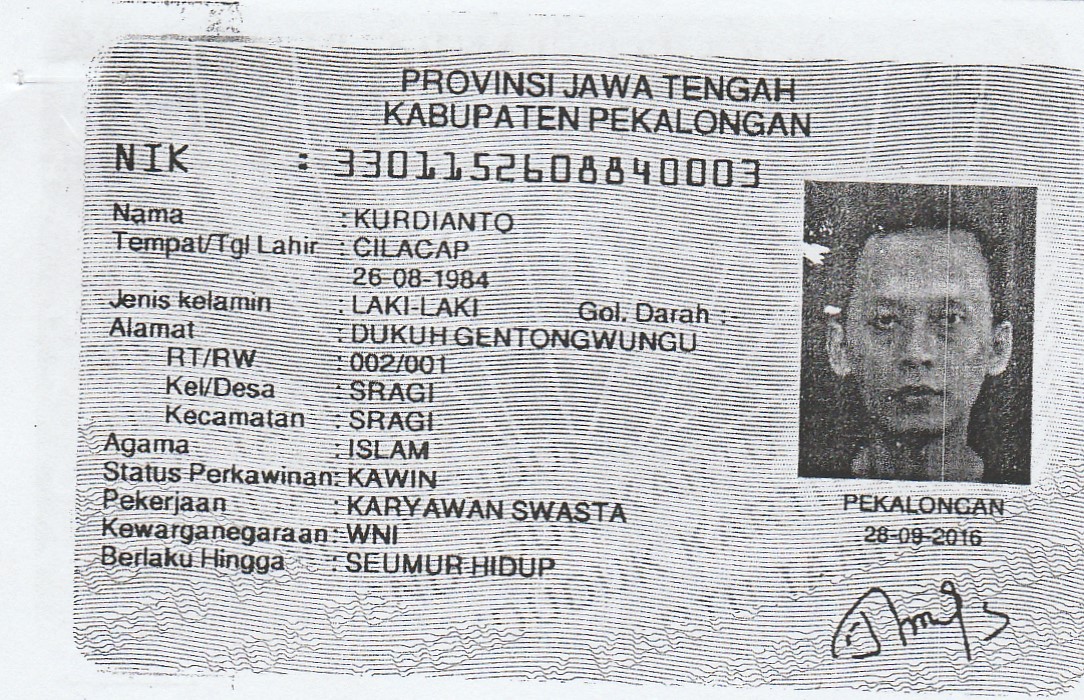 PROVINSI JAWA TENGAH
KABUPATEN PEKALONGAN
NIK : 3301152608840003
Nama : KURDIANTO
Tempat/Tgl Lahir : CILACAP
26-08-1984
Jenis kelamin : LAKI-LAKI Gol. Darah : -
Alamat : DUKUH GENTONGWUNGU
RT/RW : 002/001
Kel/Desa : SRAGI
Kecamatan : SRAGI
Agama : ISLAM
Status Perkawinan: KAWIN
Pekerjaan : KARYAWAN SWASTA
Kewarganegaraan: WNI
Berlaku Hingga : SEUMUR HIDUP
PEKALONGAN
28-09-2016